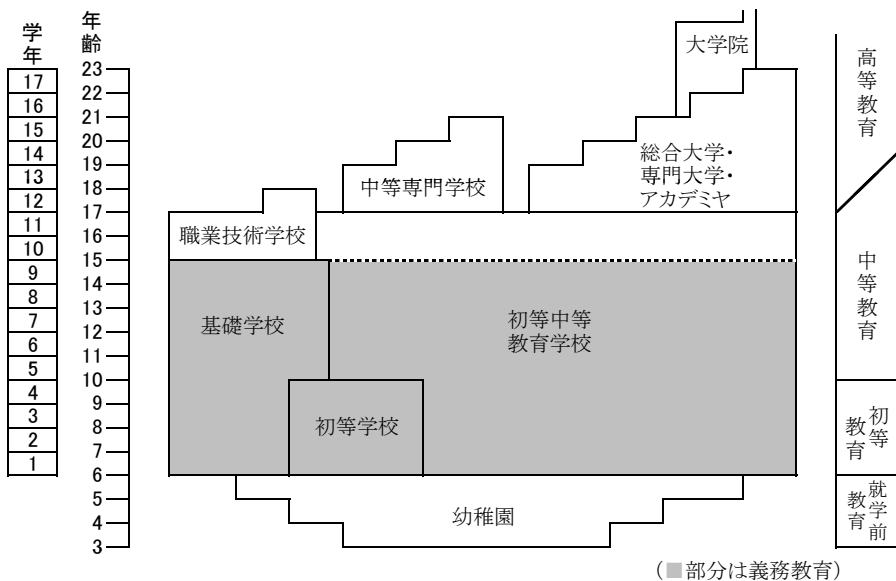 学年
年齢
23
17
22
16
21
15
20
14
19
13
18
12
17
11
16
10
15
9
14
8
13
7
12
6
11
5
10
4
9
3
8
2
7
1
6
5
4
3
大学院
総合大学・
専門大学・
アカデミヤ
中等専門学校
職業技術学校
基礎学校
初等中等
教育学校
初等学校
幼稚園
高等教育
中等教育
初等
教育
就学前
教育
（■部分は義務教育）